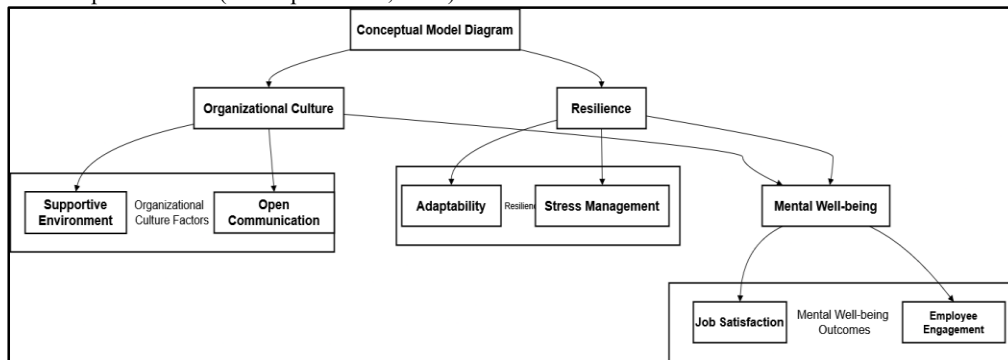 Conceptual Model Diagram
Organizational Culture
Resilience
Supportive
Environment
Organizational
Culture Factors
Open
Communication
Adaptability
Stress Management
Mental Well-being
Job Satisfaction
Mental Well-being
Outcomes
Employee
Engagement